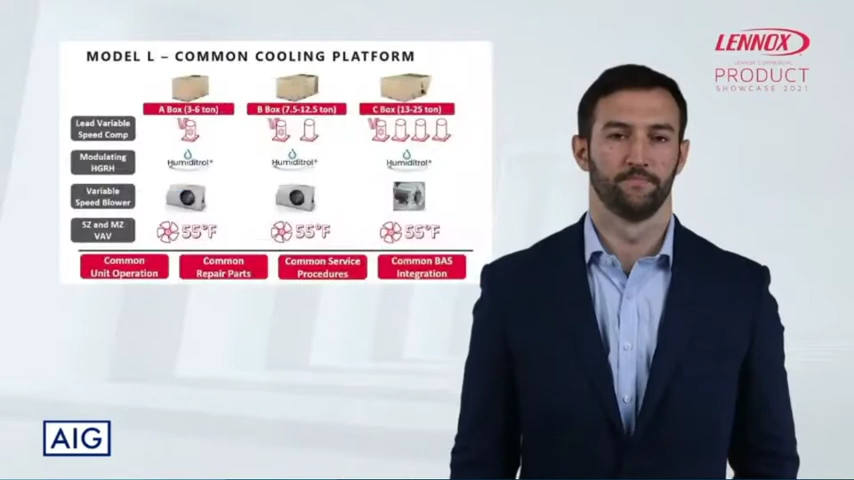 MODEL L – COMMON COOLING PLATFORM
A Box (3-6 ton)
B Box (7.5-12.5 ton)
C Box (13-25 ton)
Lead Variable
Speed Comp
V
V
V
Modulating
HGRH
Humiditrol®
Humiditrol®
Humiditrol®
Variable
Speed Blower
SZ and MZ
VAV
55°F
55°F
55°F
Common
Unit Operation
Common
Repair Parts
Common Service
Procedures
Common BAS
Integration
LENNOX
LENNOX COMMERCIAL
PRODUCT
SHOWCASE 2021
AIG